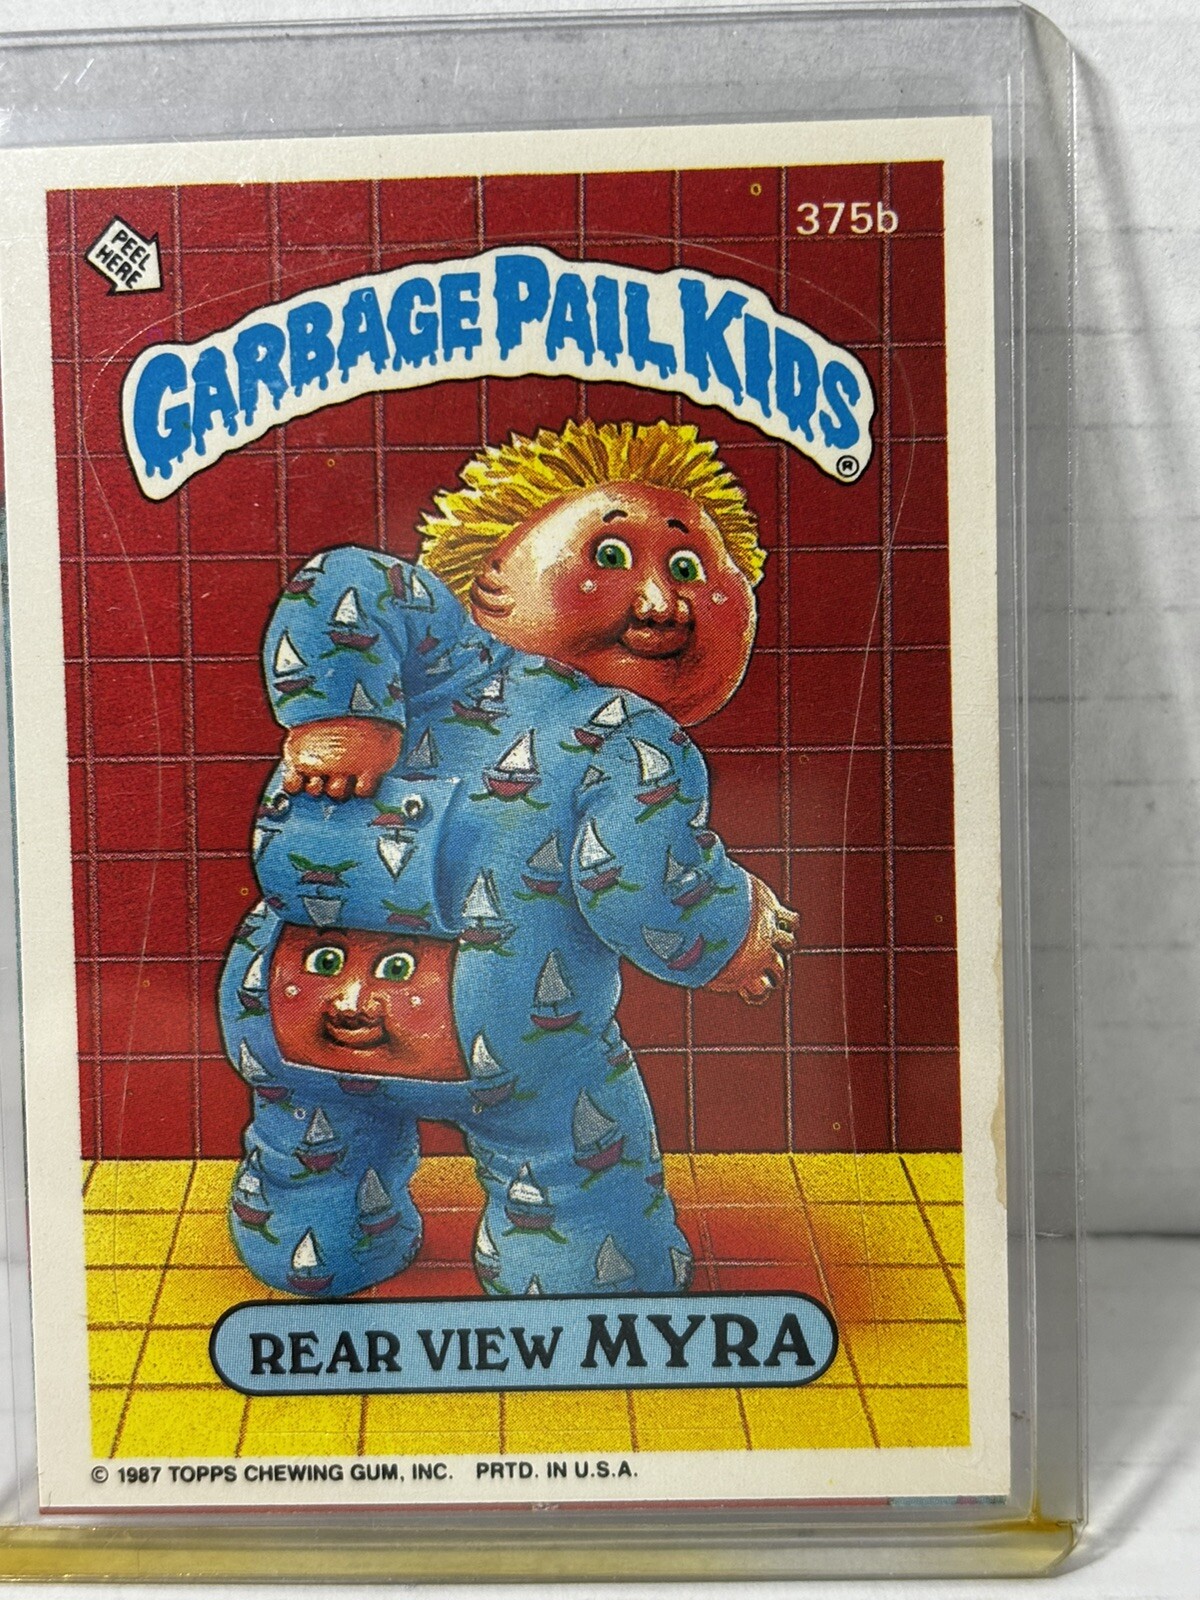 375b
PEEL
HERE
GARBAGE PAIL KIDS
®
REAR VIEW MYRA
© 1987 TOPPS CHEWING GUM, INC. PRTD. IN U.S.A.